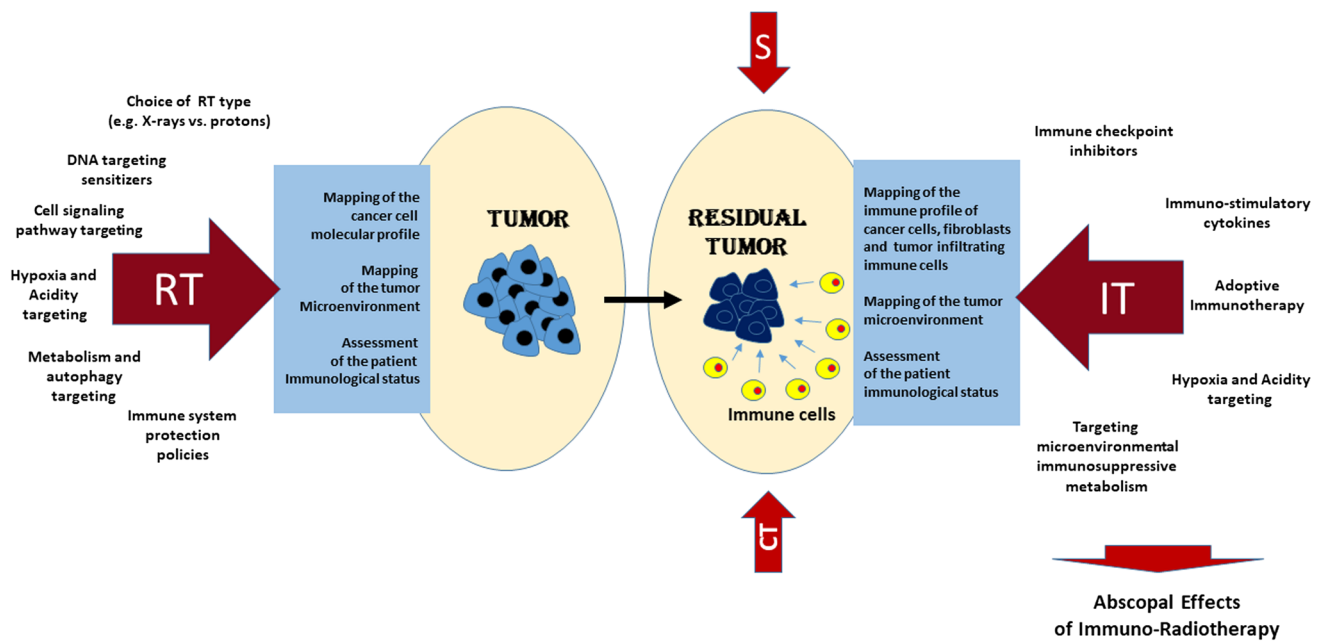 Choice of RT type
(e.g. X-rays vs. protons)
DNA targeting
sensitizers
Cell signaling
pathway targeting
Hypoxia and
Acidity
targeting
Metabolism and
autophagy
targeting
Immune system
protection
policies
RT
Mapping of the
cancer cell
molecular profile
Mapping
of the tumor
Microenvironment
Assessment
of the patient
Immunological status
TUMOR
S
RESIDUAL
TUMOR
Immune cells
CT
Mapping of the
immune profile of
cancer cells, fibroblasts
and tumor infiltrating
immune cells
Mapping of the tumor
microenvironment
Assessment
of the patient
immunological status
IT
Immune checkpoint
inhibitors
Immuno-stimulatory
cytokines
Adoptive
Immunotherapy
Hypoxia and Acidity
targeting
Targeting
microenvironmental
immunosuppressive
metabolism
Abscopal Effects
of Immuno-Radiotherapy